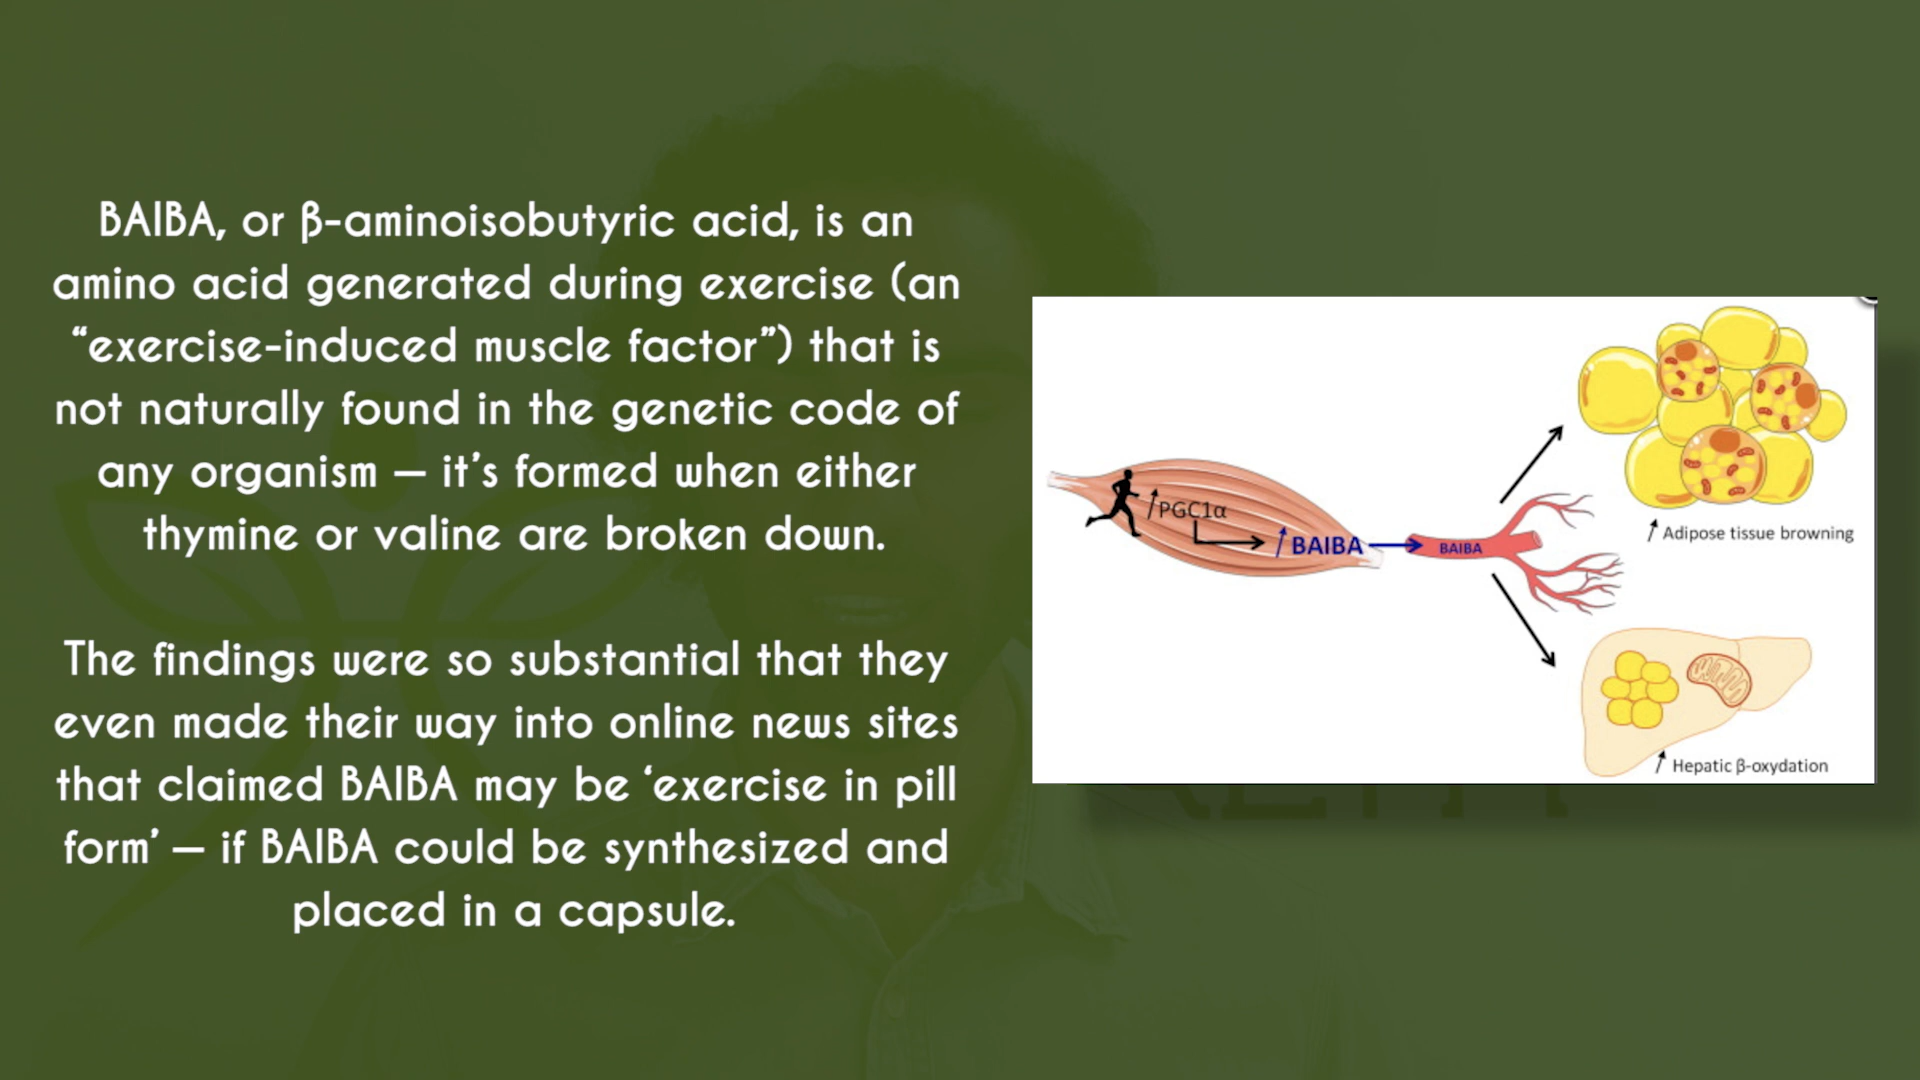 BAIBA, or β-aminoisobutyric acid, is an
amino acid generated during exercise (an
“exercise-induced muscle factor”) that is
not naturally found in the genetic code of
any organism — it’s formed when either
thymine or valine are broken down.
The findings were so substantial that they
even made their way into online news sites
that claimed BAIBA may be ‘exercise in pill
form’ — if BAIBA could be synthesized and
placed in a capsule.
PGC1α
BAIBA
BAIBA
Adipose tissue browning
Hepatic β-oxydation